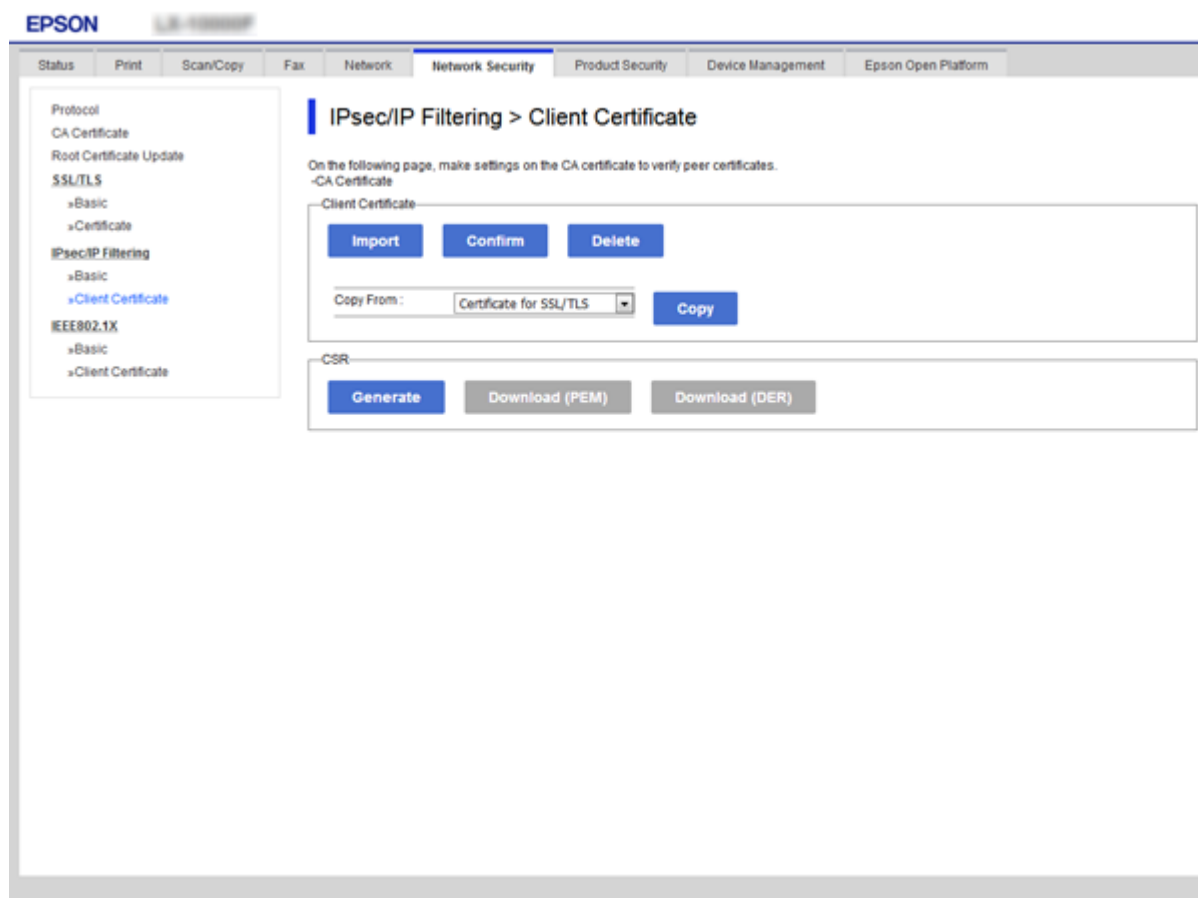 EPSON
Status Print Scan/Copy Fax Network Network Security Product Security Device Management Epson Open Platform
Protocol
CA Certificate
Root Certificate Update
SSL/TLS
»Basic
»Certificate
IPsec/IP Filtering
»Basic
»Client Certificate
IEEE802.1X
»Basic
»Client Certificate
IPsec/IP Filtering > Client Certificate
On the following page, make settings on the CA certificate to verify peer certificates.
-CA Certificate
Client Certificate
Import Confirm Delete
Copy From : Certificate for SSL/TLS Copy
CSR
Generate Download (PEM) Download (DER)